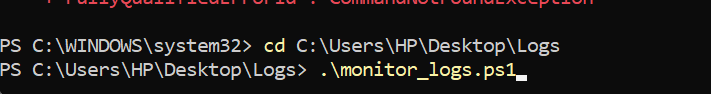 + FullyQualifiedErrorId : CommandNotFoundException
PS C:\WINDOWS\system32> cd C:\Users\HP\Desktop\Logs
PS C:\Users\HP\Desktop\Logs> .\monitor_logs.ps1